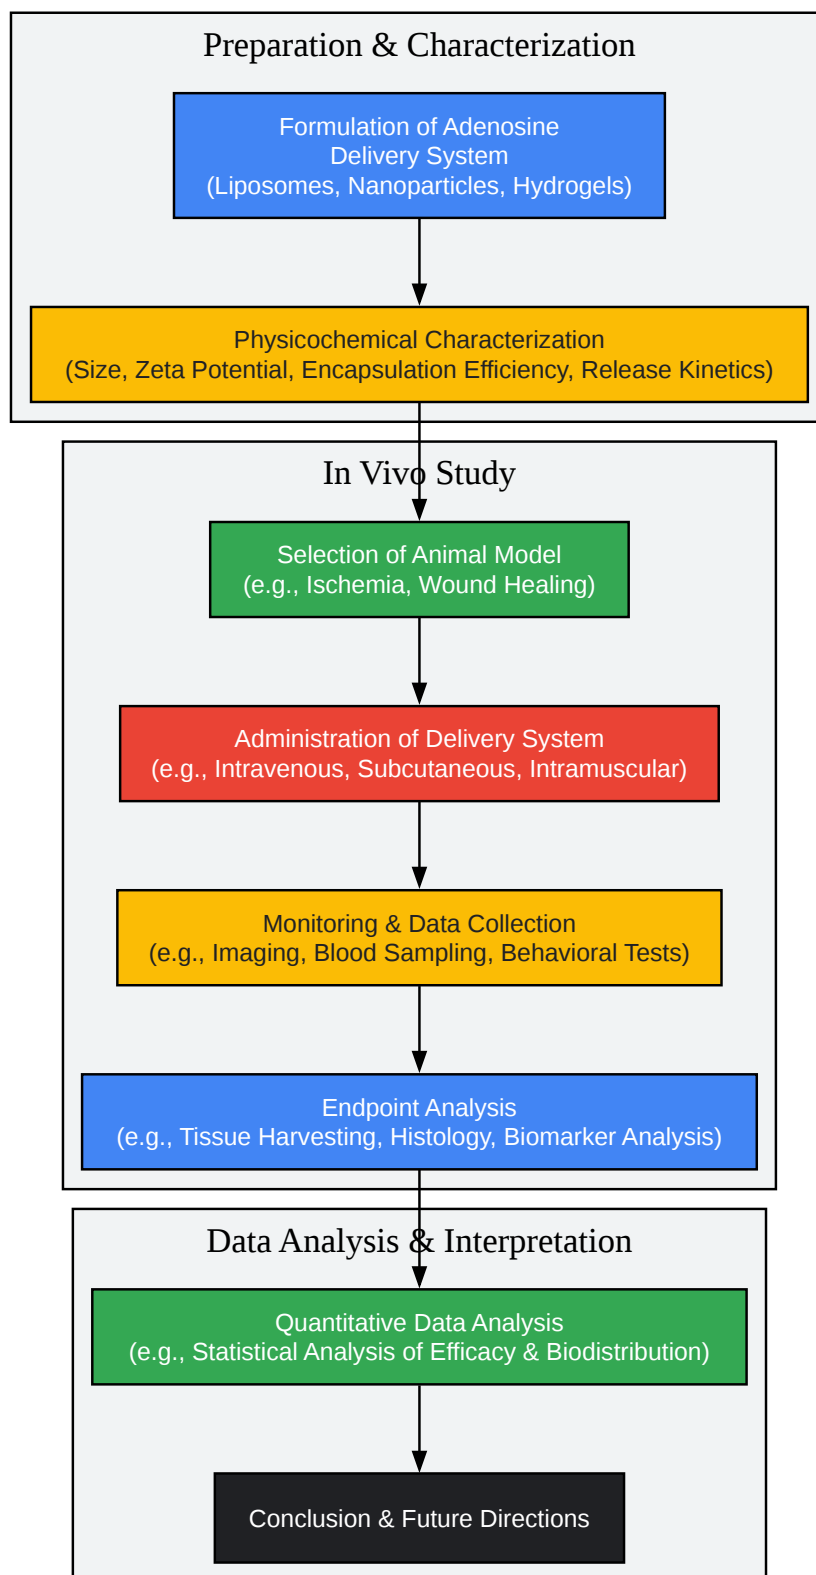 Preparation & Characterization
Formulation of Adenosine
Delivery System
(Liposomes, Nanoparticles, Hydrogels)
Physicochemical Characterization
(Size, Zeta Potential, Encapsulation Efficiency, Release Kinetics)
In Vivo Study
Selection of Animal Model
(e.g., Ischemia, Wound Healing)
Administration of Delivery System
(e.g., Intravenous, Subcutaneous, Intramuscular)
Monitoring & Data Collection
(e.g., Imaging, Blood Sampling, Behavioral Tests)
Endpoint Analysis
(e.g., Tissue Harvesting, Histology, Biomarker Analysis)
Data Analysis & Interpretation
Quantitative Data Analysis
(e.g., Statistical Analysis of Efficacy & Biodistribution)
Conclusion & Future Directions